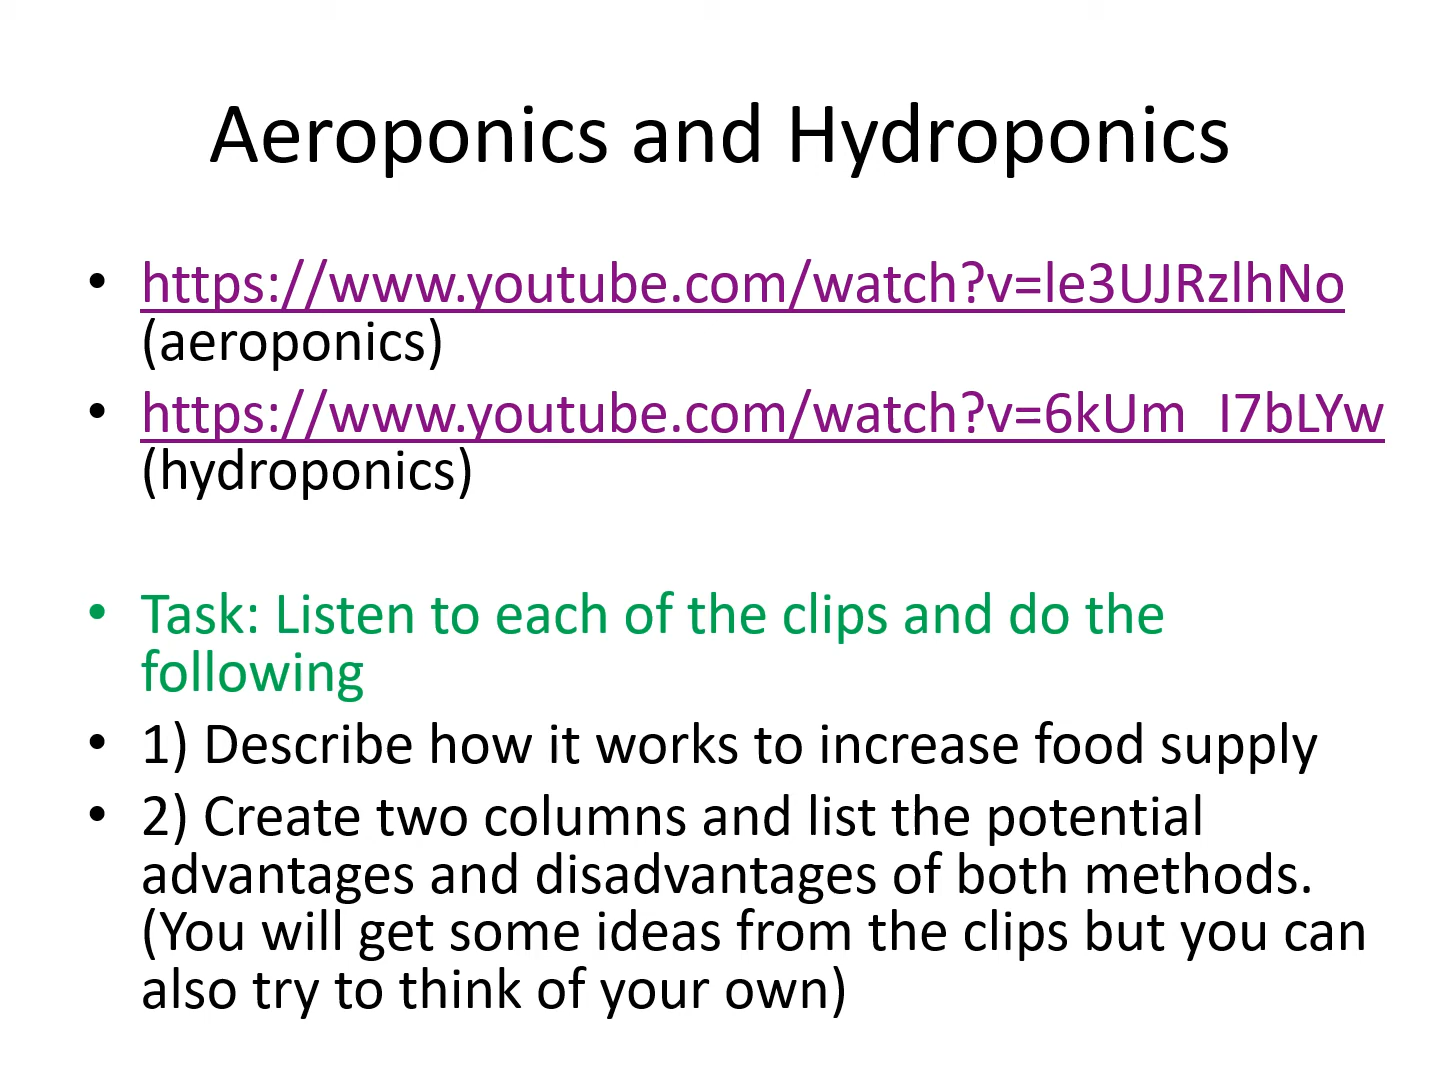 Aeroponics and Hydroponics
• https://www.youtube.com/watch?v=le3UJRzlhNo
(aeroponics)
• https://www.youtube.com/watch?v=6kUm_I7bLYw
(hydroponics)
• Task: Listen to each of the clips and do the
following
• 1) Describe how it works to increase food supply
• 2) Create two columns and list the potential
advantages and disadvantages of both methods.
(You will get some ideas from the clips but you can
also try to think of your own)